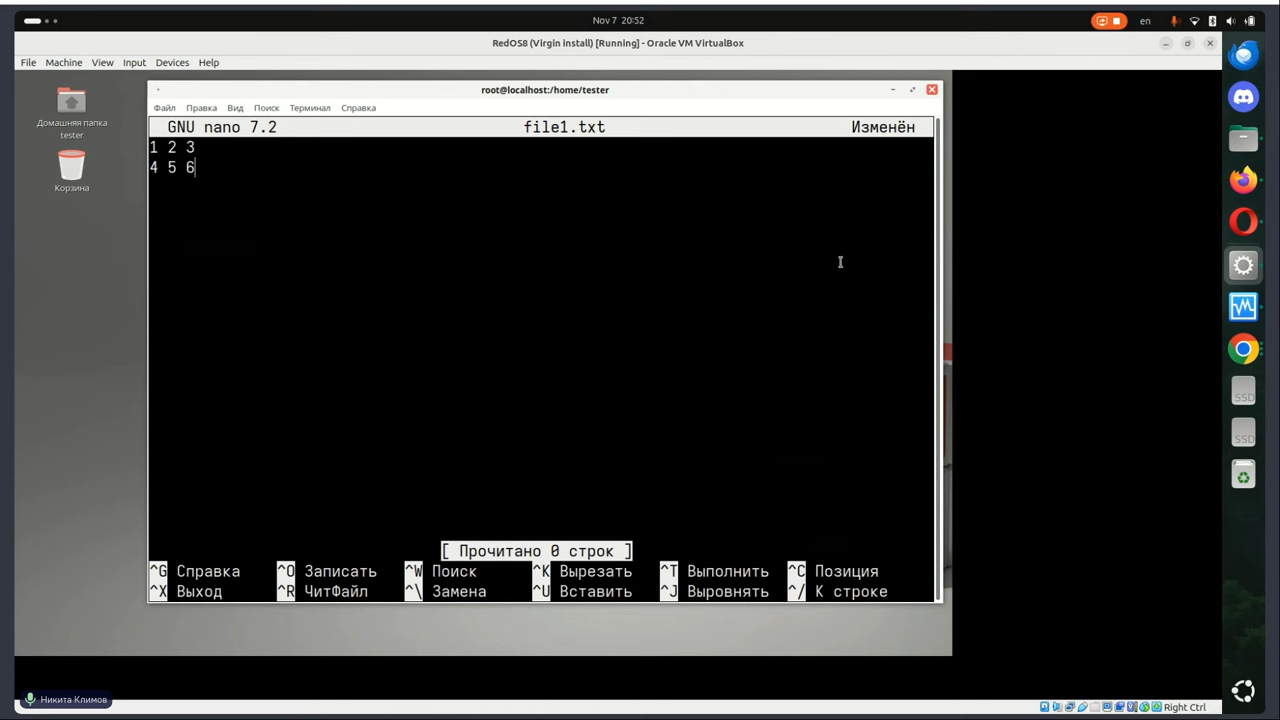 Nov 7 20:52
en
RedOS8 (Virgin install) [Running] - Oracle VM VirtualBox
File Machine View Input Devices Help
Домашняя папка
tester
Корзина
root@localhost:/home/tester
Файл Правка Вид Поиск Терминал Справка
GNU nano 7.2 file1.txt Изменён
1 2 3
4 5 6
[ Прочитано 0 строк ]
^G Справка ^O Записать ^W Поиск ^K Вырезать ^T Выполнить ^C Позиция
^X Выход ^R ЧитФайл ^\ Замена ^U Вставить ^J Выровнять ^/ К строке
SSD
SSD
Никита Климов
Right Ctrl